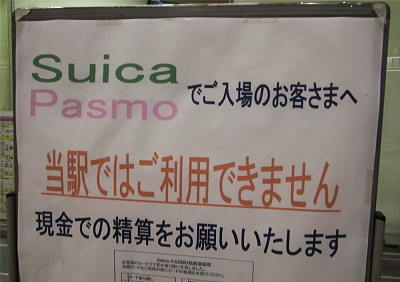 Suica
Pasmo でご入場のお客さまへ
当駅ではご利用できません
現金での精算をお願いいたします